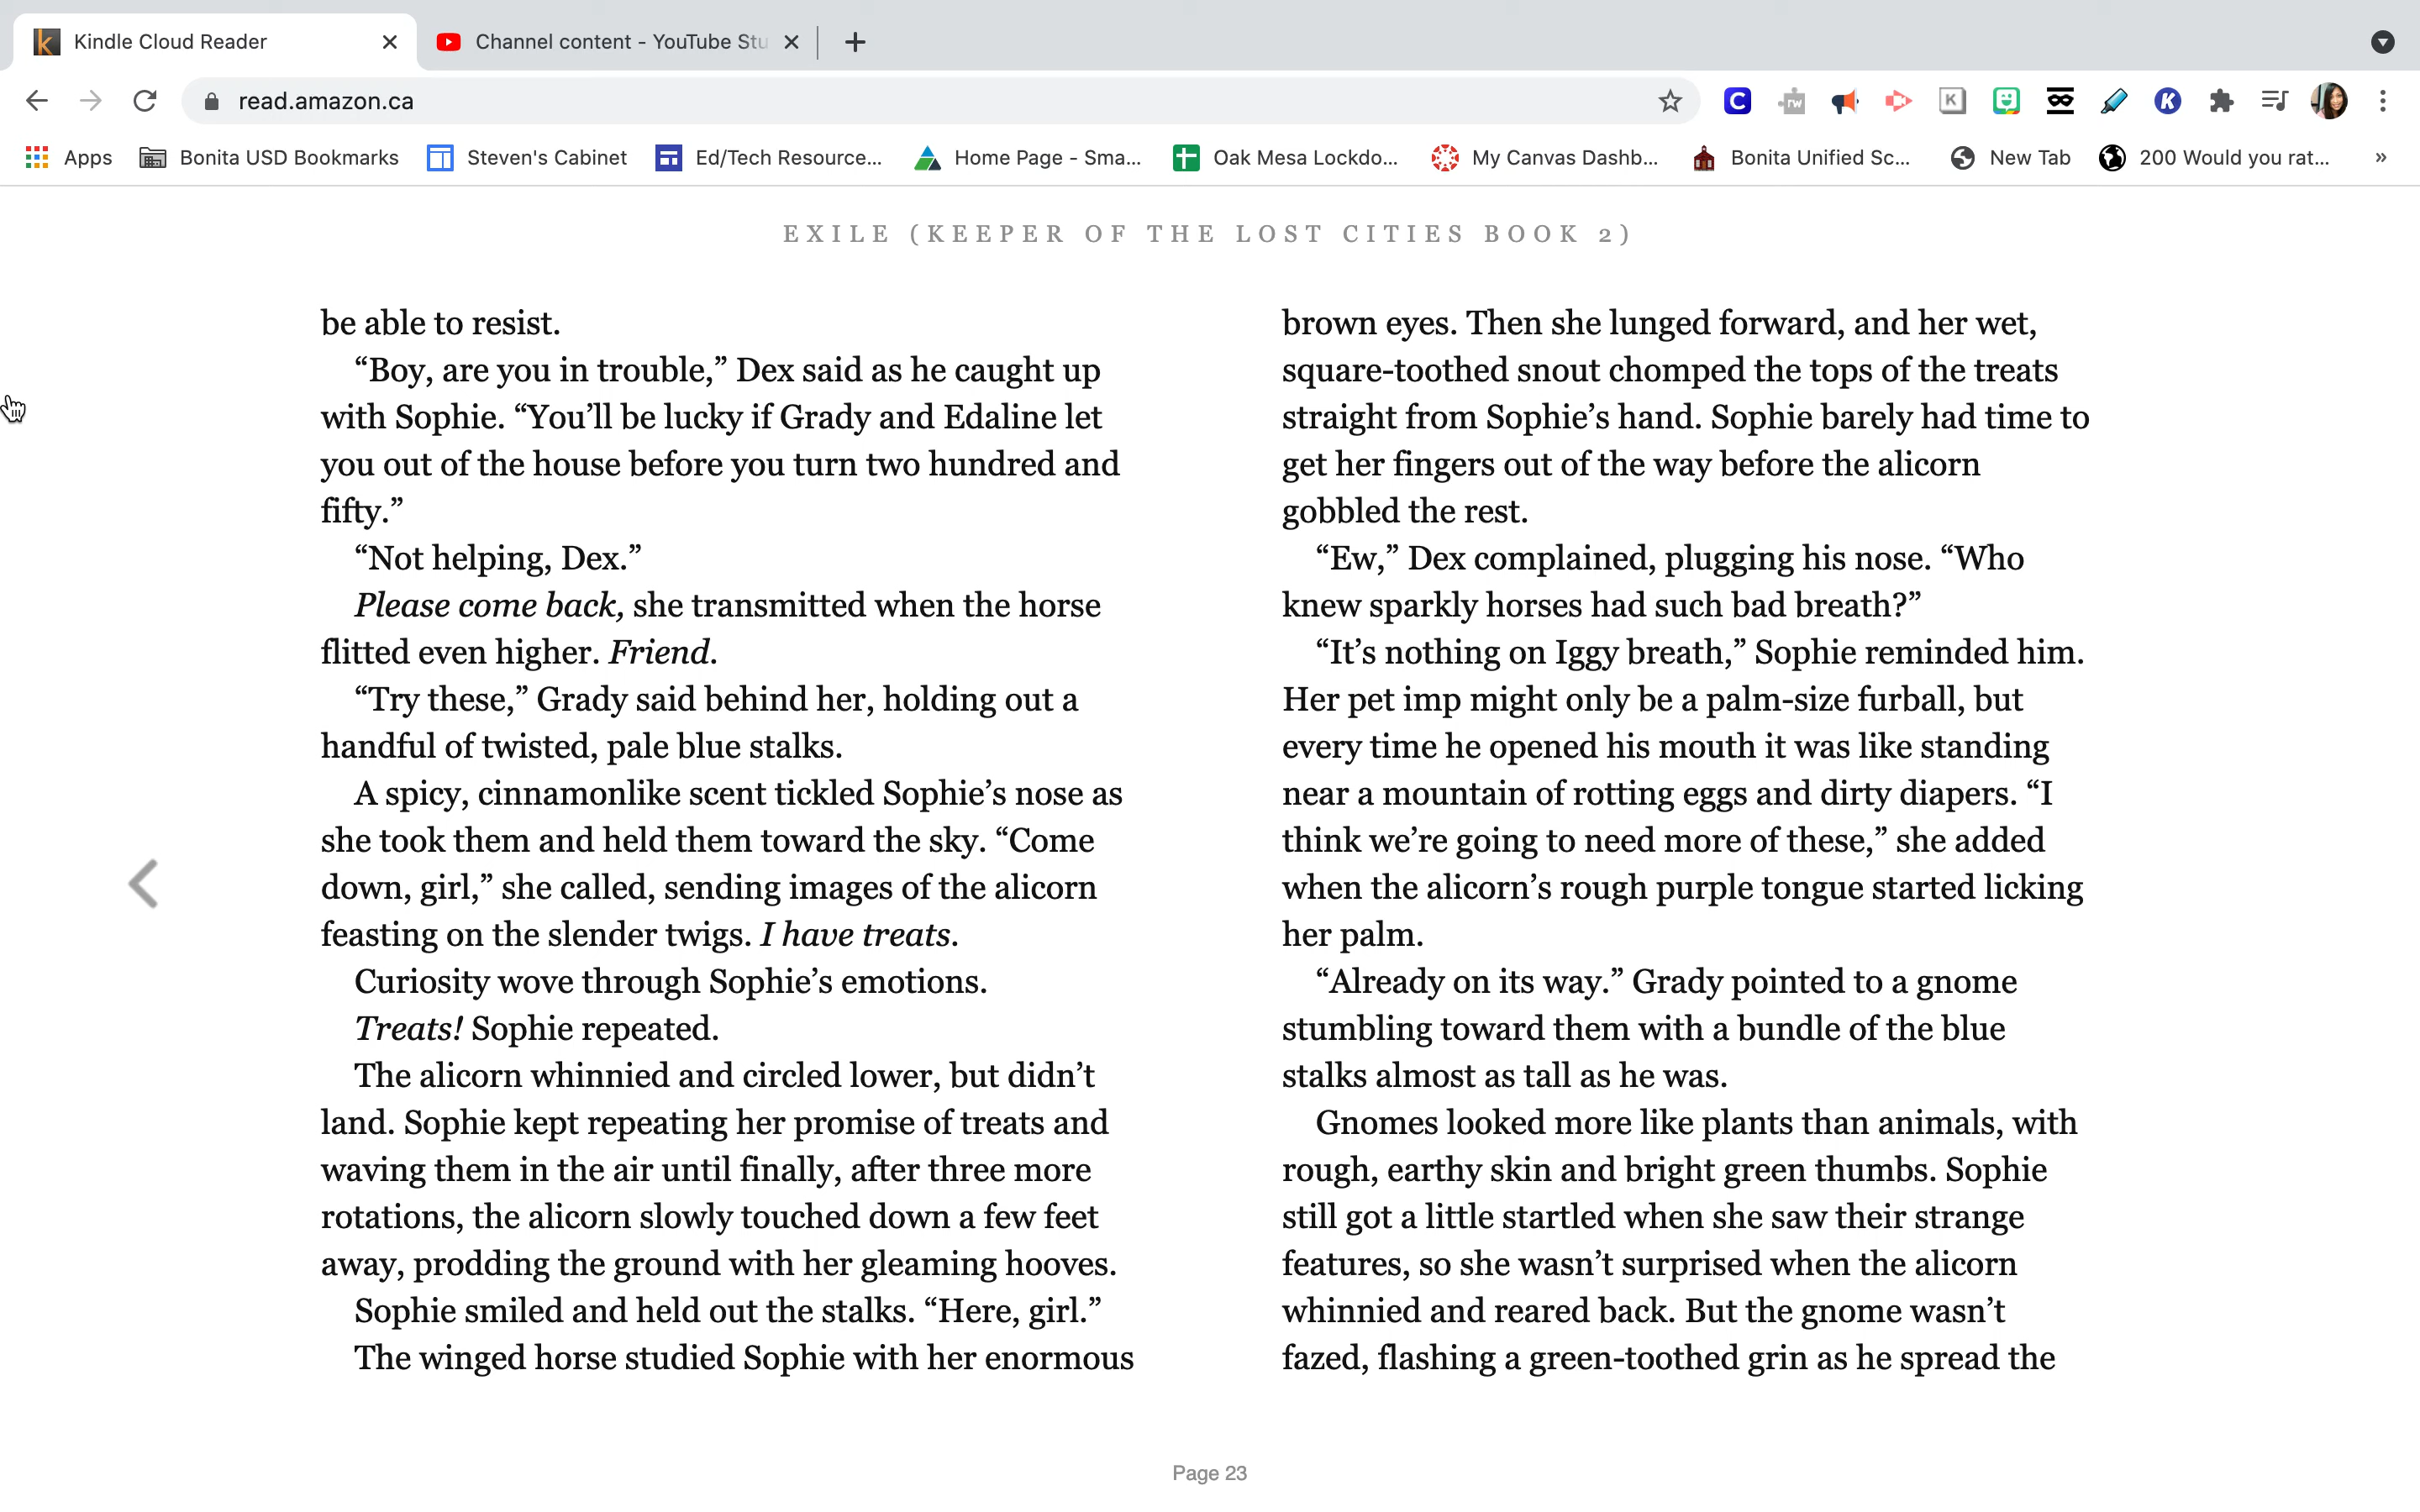 Kindle Cloud Reader
Channel content - YouTube Stu
read.amazon.ca
Apps
Bonita USD Bookmarks
Steven's Cabinet
Ed/Tech Resource...
Home Page - Sma...
Oak Mesa Lockdo...
My Canvas Dashb...
Bonita Unified Sc...
New Tab
200 Would you rat...
»
EXILE (KEEPER OF THE LOST CITIES BOOK 2)
be able to resist.
“Boy, are you in trouble,” Dex said as he caught up
with Sophie. “You’ll be lucky if Grady and Edaline let
you out of the house before you turn two hundred and
fifty.”
“Not helping, Dex.”
Please come back, she transmitted when the horse
flitted even higher. Friend.
“Try these,” Grady said behind her, holding out a
handful of twisted, pale blue stalks.
A spicy, cinnamonlike scent tickled Sophie’s nose as
she took them and held them toward the sky. “Come
down, girl,” she called, sending images of the alicorn
feasting on the slender twigs. I have treats.
Curiosity wove through Sophie’s emotions.
Treats! Sophie repeated.
The alicorn whinnied and circled lower, but didn’t
land. Sophie kept repeating her promise of treats and
waving them in the air until finally, after three more
rotations, the alicorn slowly touched down a few feet
away, prodding the ground with her gleaming hooves.
Sophie smiled and held out the stalks. “Here, girl.”
The winged horse studied Sophie with her enormous
brown eyes. Then she lunged forward, and her wet,
square-toothed snout chomped the tops of the treats
straight from Sophie’s hand. Sophie barely had time to
get her fingers out of the way before the alicorn
gobbled the rest.
“Ew,” Dex complained, plugging his nose. “Who
knew sparkly horses had such bad breath?”
“It’s nothing on Iggy breath,” Sophie reminded him.
Her pet imp might only be a palm-size furball, but
every time he opened his mouth it was like standing
near a mountain of rotting eggs and dirty diapers. “I
think we’re going to need more of these,” she added
when the alicorn’s rough purple tongue started licking
her palm.
“Already on its way.” Grady pointed to a gnome
stumbling toward them with a bundle of the blue
stalks almost as tall as he was.
Gnomes looked more like plants than animals, with
rough, earthy skin and bright green thumbs. Sophie
still got a little startled when she saw their strange
features, so she wasn’t surprised when the alicorn
whinnied and reared back. But the gnome wasn’t
fazed, flashing a green-toothed grin as he spread the
Page 23